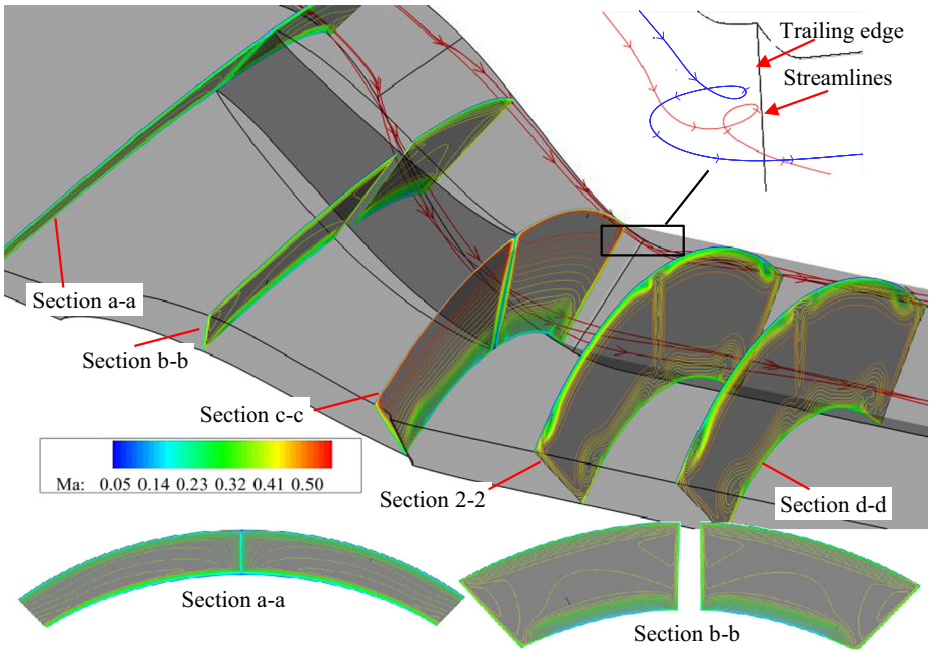 Trailing edge
Streamlines
Section a-a
Section b-b
Section c-c
Section 2-2
Section d-d
Ma: 0.05 0.14 0.23 0.32 0.41 0.50
Section a-a
Section b-b